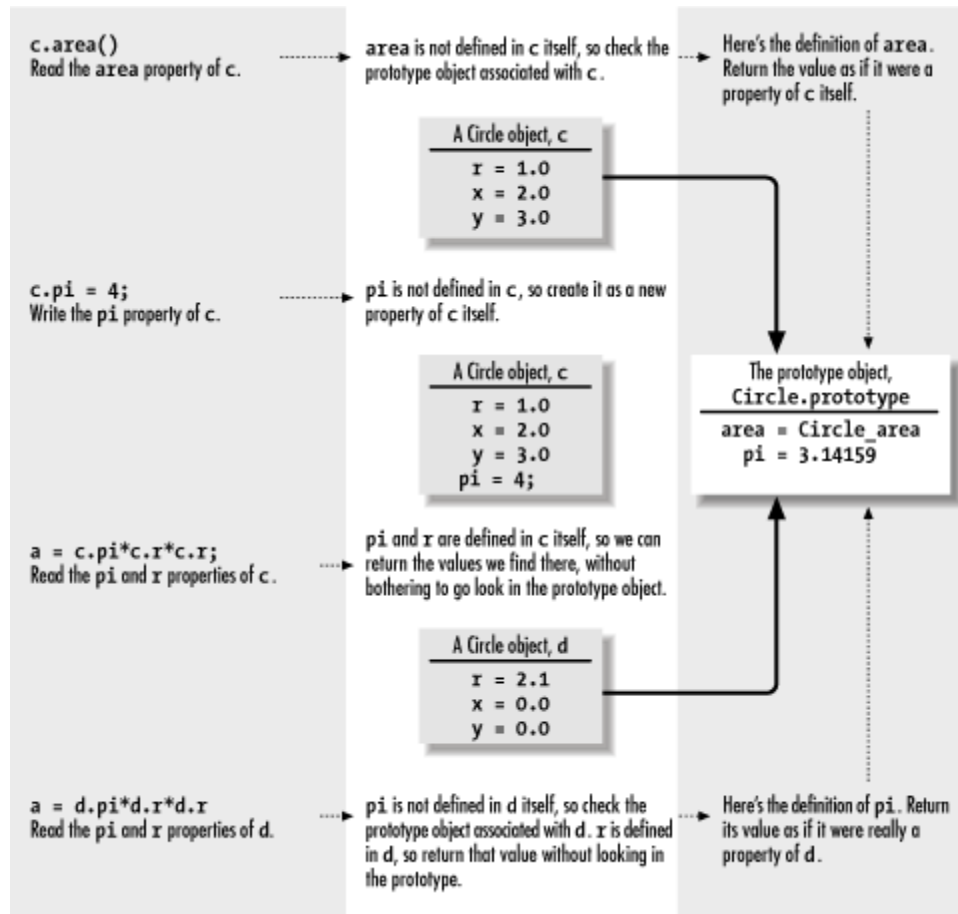 c.area()
Read the area property of c.
area is not defined in c itself, so check the
prototype object associated with c.
Here's the definition of area.
Return the value as if it were a
property of c itself.
A Circle object, c
r = 1.0
x = 2.0
y = 3.0
c.pi = 4;
Write the pi property of c.
pi is not defined in c, so create it as a new
property of c itself.
A Circle object, c
r = 1.0
x = 2.0
y = 3.0
pi = 4;
The prototype object,
Circle.prototype
area = Circle_area
pi = 3.14159
a = c.pi*c.r*c.r;
Read the pi and r properties of c.
pi and r are defined in c itself, so we can
return the values we find there, without
bothering to go look in the prototype object.
A Circle object, d
r = 2.1
x = 0.0
y = 0.0
a = d.pi*d.r*d.r
Read the pi and r properties of d.
pi is not defined in d itself, so check the
prototype object associated with d. r is defined
in d, so return that value without looking in
the prototype.
Here's the definition of pi. Return
its value as if it were really a
property of d.